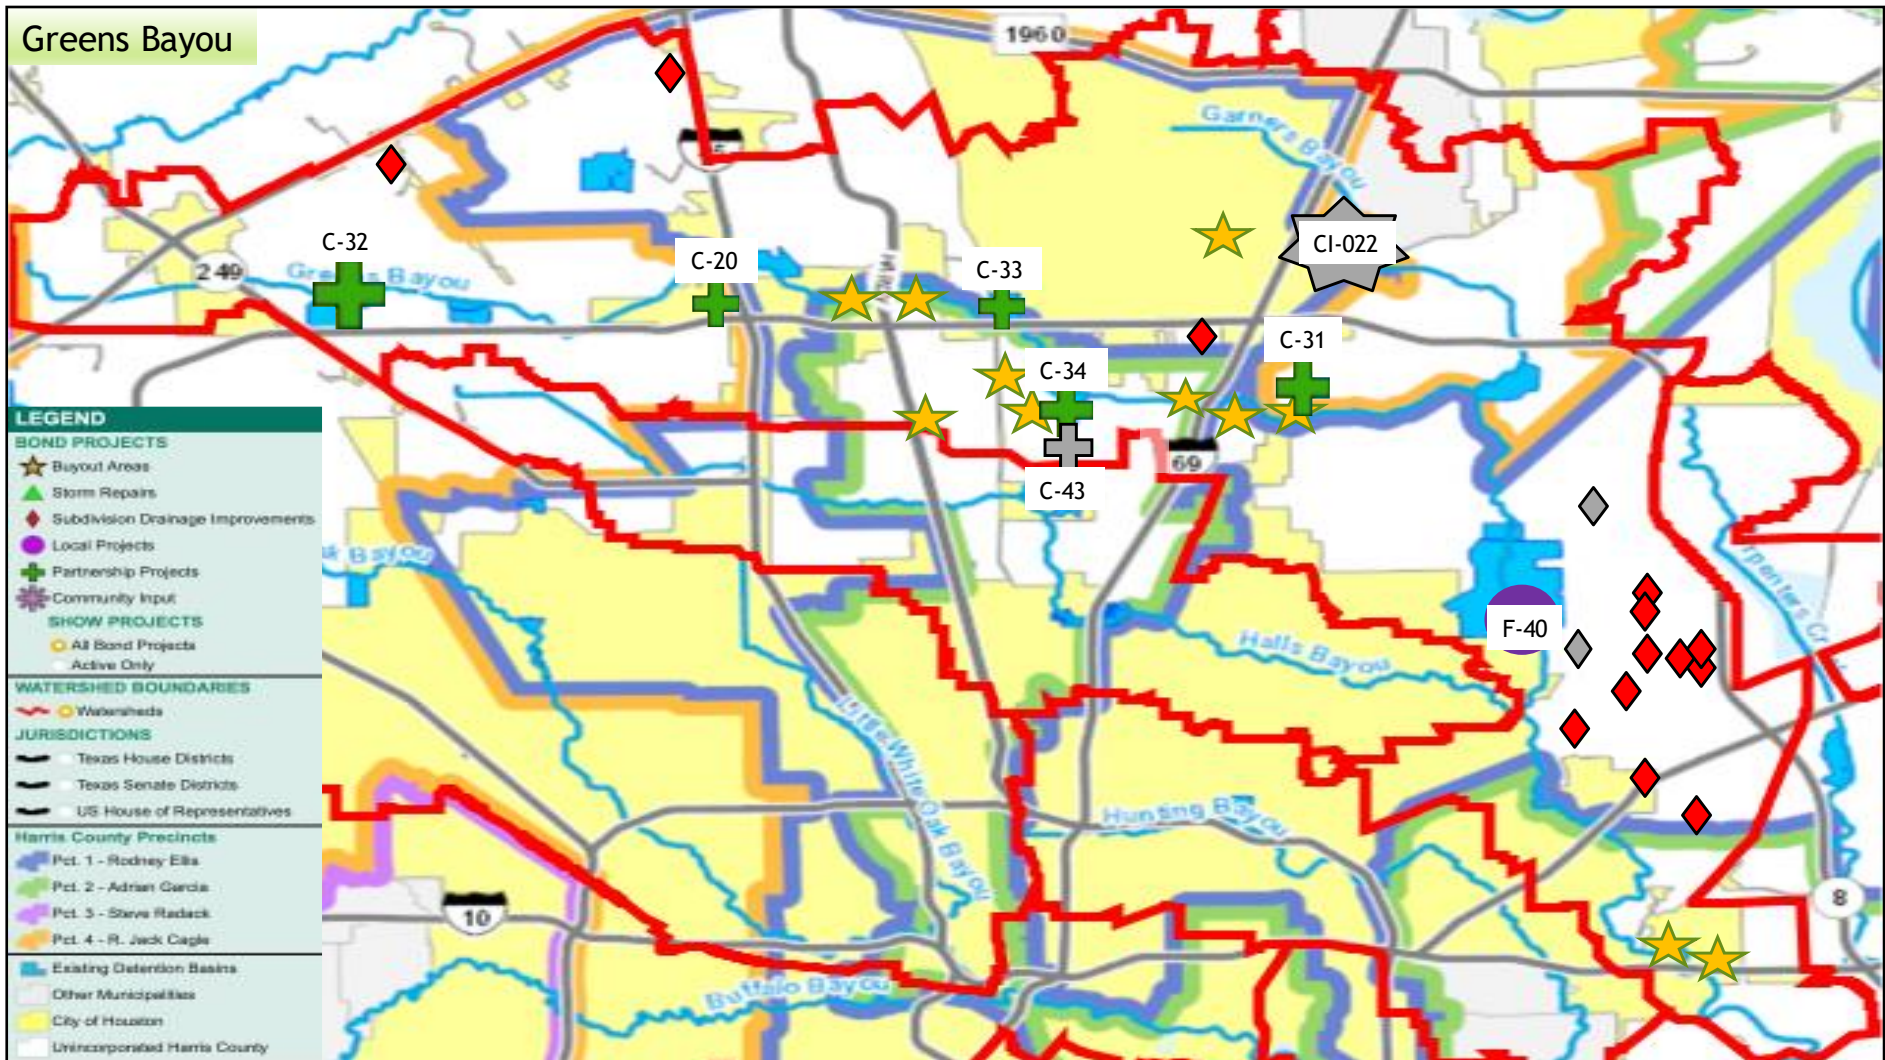 Greens Bayou
1960
Garners Bayou
C-32
C-20
C-33
CI-022
249
Greens Bayou
C-31
C-34
69
C-43
LEGEND
BOND PROJECTS
Buyout Areas
Storm Repairs
Subdivision Drainage Improvements
Local Projects
Partnership Projects
Community Input
SHOW PROJECTS
All Bond Projects
Active Only
WATERSHED BOUNDARIES
Watersheds
JURISDICTIONS
Texas House Districts
Texas Senate Districts
US House of Representatives
Harris County Precincts
Pct. 1 - Rodney Ellis
Pct. 2 - Adrian Garcia
Pct. 3 - Steve Radack
Pct. 4 - R. Jack Cagle
Existing Detention Basins
Other Municipalities
City of Houston
Unincorporated Harris County
Bayou
F-40
Halls Bayou
Little White Oak Bayou
Hunting Bayou
10
8
Buffalo Bayou